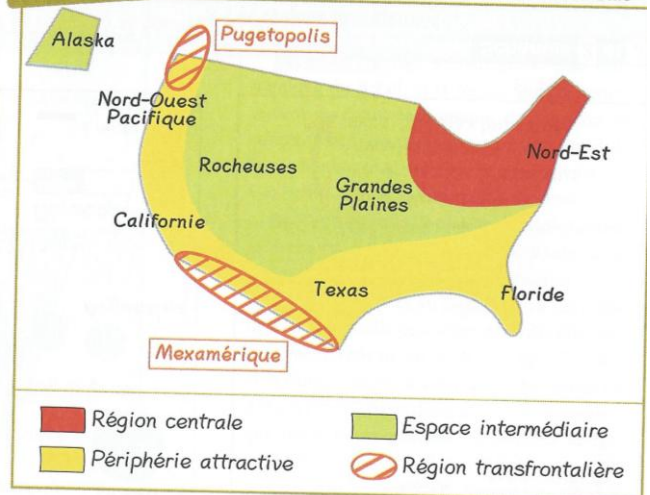 Alaska
Pugetopolis
Nord-Ouest
Pacifique
Rocheuses
Nord-Est
Grandes
Plaines
Californie
Texas
Floride
Mexamérique
Région centrale
Espace intermédiaire
Périphérie attractive
Région transfrontalière